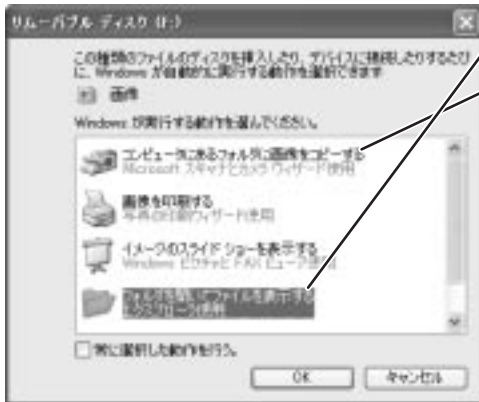 リムーバブル ディスク (F:)
この種類のファイルのディスクを挿入したり、デバイスに接続したりするたび
に、Windows が自動的に実行する動作を選択できます
画像
Windows が実行する動作を選んでください。
コンピュータにあるフォルダに画像をコピーする
Microsoft スキャナとカメラ ウィザード使用
画像を印刷する
写真の印刷ウィザード使用
イメージのスライド ショーを表示する
Windows ピクチャと FAX ビューア使用
フォルダを開いてファイルを表示する
エクスプローラ使用
常に選択した動作を行う。
OK
キャンセル